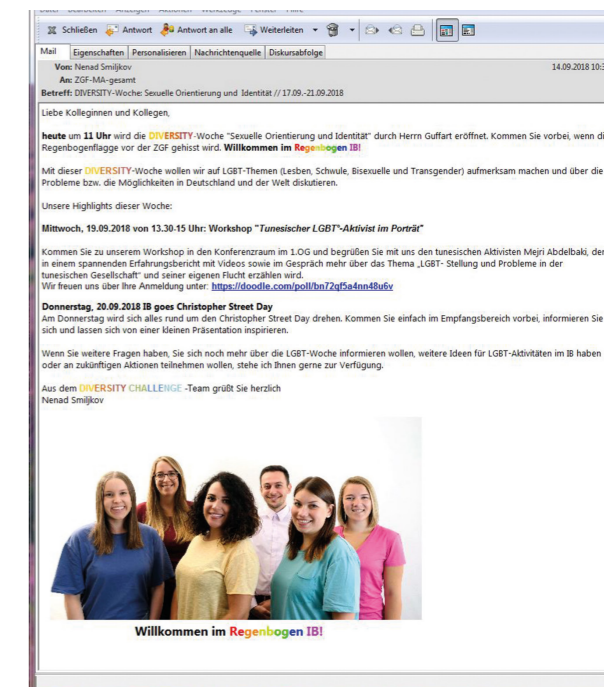 Schließen Antwort Antwort an alle Weiterleiten
Mail Eigenschaften Personalisieren Nachrichtenquelle Diskursabfolge
Von: Nenad Smiljkov 14.09.2018 10:3
An: ZGF-MA-gesamt
Betreff: DIVERSITY-Woche: Sexuelle Orientierung und Identität // 17.09.-21.09.2018
Liebe Kolleginnen und Kollegen,
heute um 11 Uhr wird die DIVERSITY-Woche "Sexuelle Orientierung und Identität" durch Herrn Guffart eröffnet. Kommen Sie vorbei, wenn di
Regenbogenflagge vor der ZGF gehisst wird. Willkommen im Regenbogen IB!
Mit dieser DIVERSITY-Woche wollen wir auf LGBT-Themen (Lesben, Schwule, Bisexuelle und Transgender) aufmerksam machen und über die
Probleme bzw. die Möglichkeiten in Deutschland und der Welt diskutieren.
Unsere Highlights dieser Woche:
Mittwoch, 19.09.2018 von 13.30-15 Uhr: Workshop "Tunesischer LGBT*-Aktivist im Porträt"
Kommen Sie zu unserem Workshop in den Konferenzraum im 1.OG und begrüßen Sie mit uns den tunesischen Aktivisten Mejri Abdelbaki, der
in einem spannenden Erfahrungsbericht mit Videos sowie im Gespräch mehr über das Thema „LGBT- Stellung und Probleme in der
tunesischen Gesellschaft" und seiner eigenen Flucht erzählen wird.
Wir freuen uns über Ihre Anmeldung unter: https://doodle.com/poll/bn72qf5a4nn48u6v
Donnerstag, 20.09.2018 IB goes Christopher Street Day
Am Donnerstag wird sich alles rund um den Christopher Street Day drehen. Kommen Sie einfach im Empfangsbereich vorbei, informieren Sie
sich und lassen sich von einer kleinen Präsentation inspirieren.
Wenn Sie weitere Fragen haben, Sie sich noch mehr über die LGBT-Woche informieren wollen, weitere Ideen für LGBT-Aktivitäten im IB haben
oder an zukünftigen Aktionen teilnehmen wollen, stehe ich Ihnen gerne zur Verfügung.
Aus dem DIVERSITY CHALLENGE -Team grüßt Sie herzlich
Nenad Smiljkov
Willkommen im Regenbogen IB!